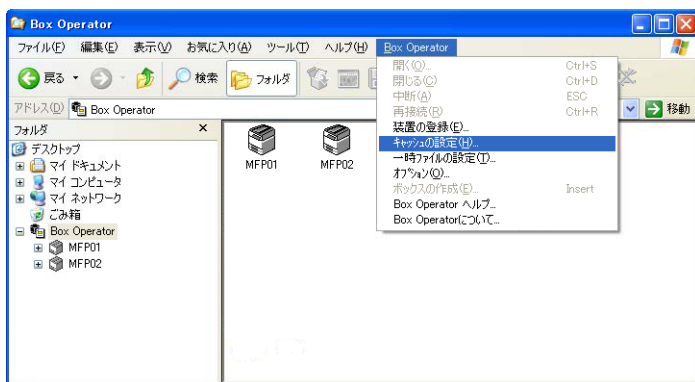 Box Operator
ファイル(F) 編集(E) 表示(V) お気に入り(A) ツール(T) ヘルプ(H) Box Operator
戻る 検索 フォルダ
アドレス(D) Box Operator 移動
フォルダ ×
デスクトップ
マイ ドキュメント
マイ コンピュータ
マイ ネットワーク
ごみ箱
Box Operator
MFP01
MFP02
MFP01 MFP02
開く(O)... Ctrl+S
閉じる(C) Ctrl+D
中断(A) ESC
再接続(R) Ctrl+R
装置の登録(E)...
キャッシュの設定(H)...
一時ファイルの設定(T)...
オプション(O)...
ボックスの作成(E)... Insert
Box Operator ヘルプ...
Box Operatorについて...